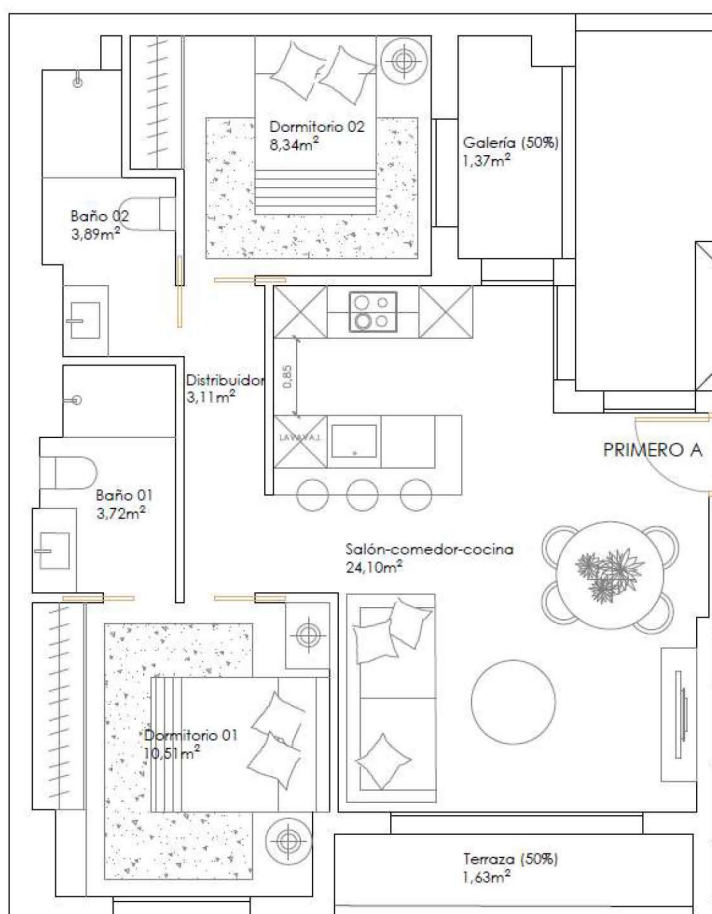 Dormitorio 02
8,34m²
Galería (50%)
1,37m²
Baño 02
3,89m²
Distribuidor
3,11m²
0,85
LAVAVAJ.
PRIMERO A
Baño 01
3,72m²
Salón-comedor-cocina
24,10m²
Dormitorio 01
10,51m²
Terraza (50%)
1,63m²